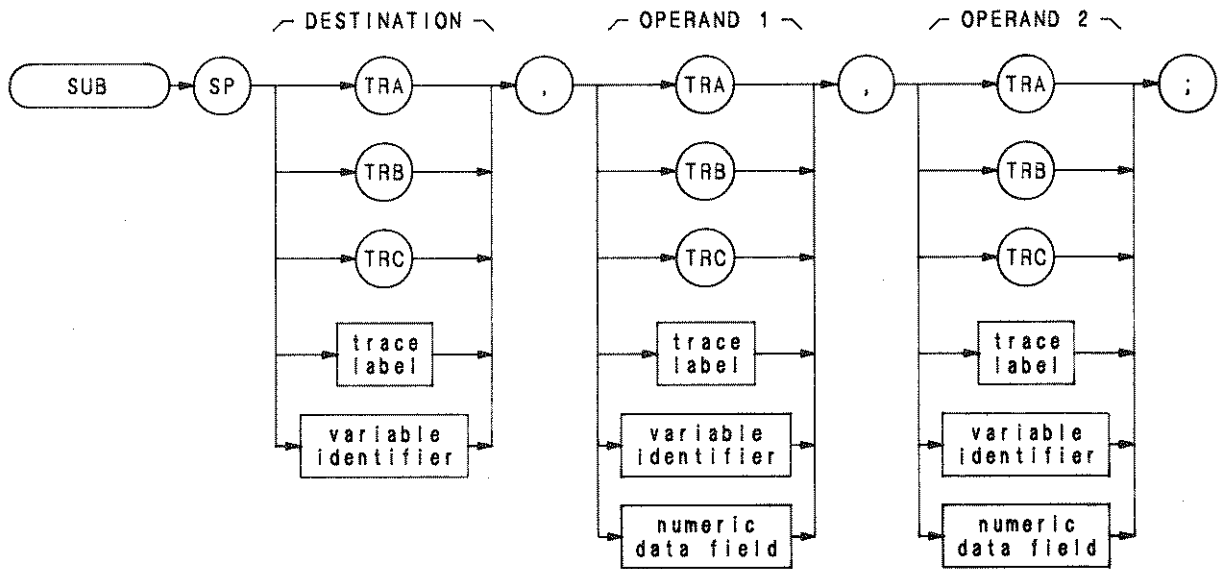 DESTINATION OPERAND 1 OPERAND 2
SUB SP TRA , TRA , TRA ;
TRB TRB TRB
TRC TRC TRC
trace trace trace
label label label
variable variable variable
identifier identifier identifier
numeric numeric
data field data field